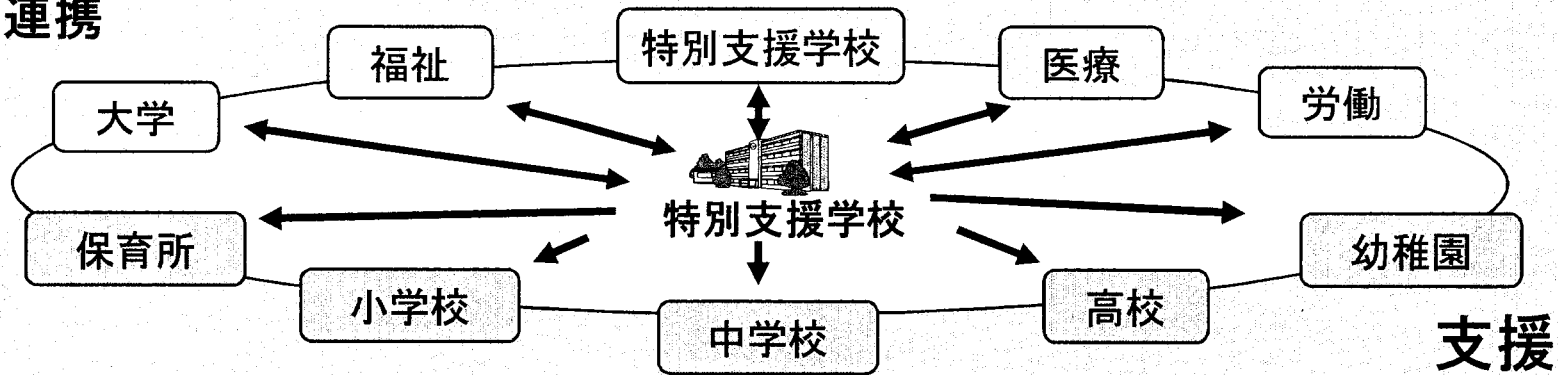 連携
特別支援学校
福祉
医療
大学
労働
特別支援学校
保育所
幼稚園
小学校
高校
中学校
支援